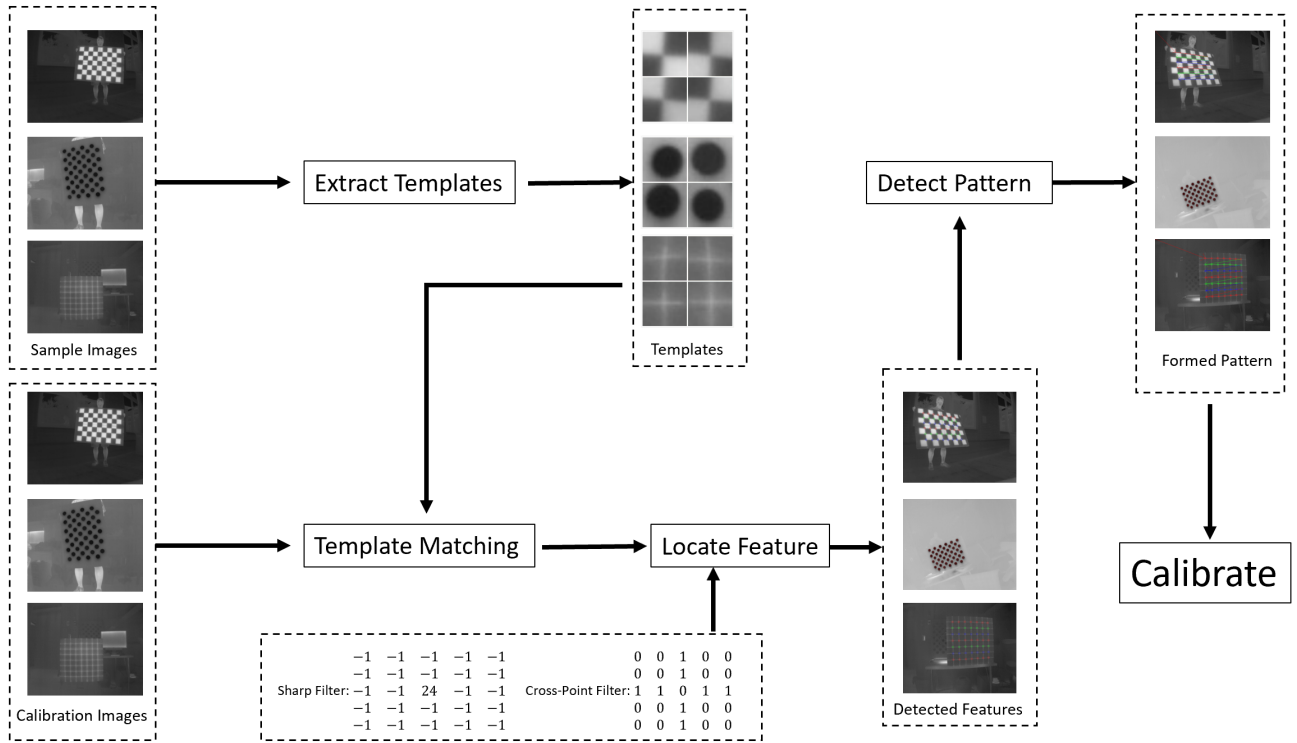 Sample Images
Extract Templates
Templates
Detect Pattern
Formed Pattern
Calibration Images
Template Matching
Locate Feature
−1 −1 −1 −1 −1
−1 −1 −1 −1 −1
Sharp Filter: −1 −1 24 −1 −1
−1 −1 −1 −1 −1
−1 −1 −1 −1 −1
0 0 1 0 0
0 0 1 0 0
Cross-Point Filter: 1 1 0 1 1
0 0 1 0 0
0 0 1 0 0
Detected Features
Calibrate